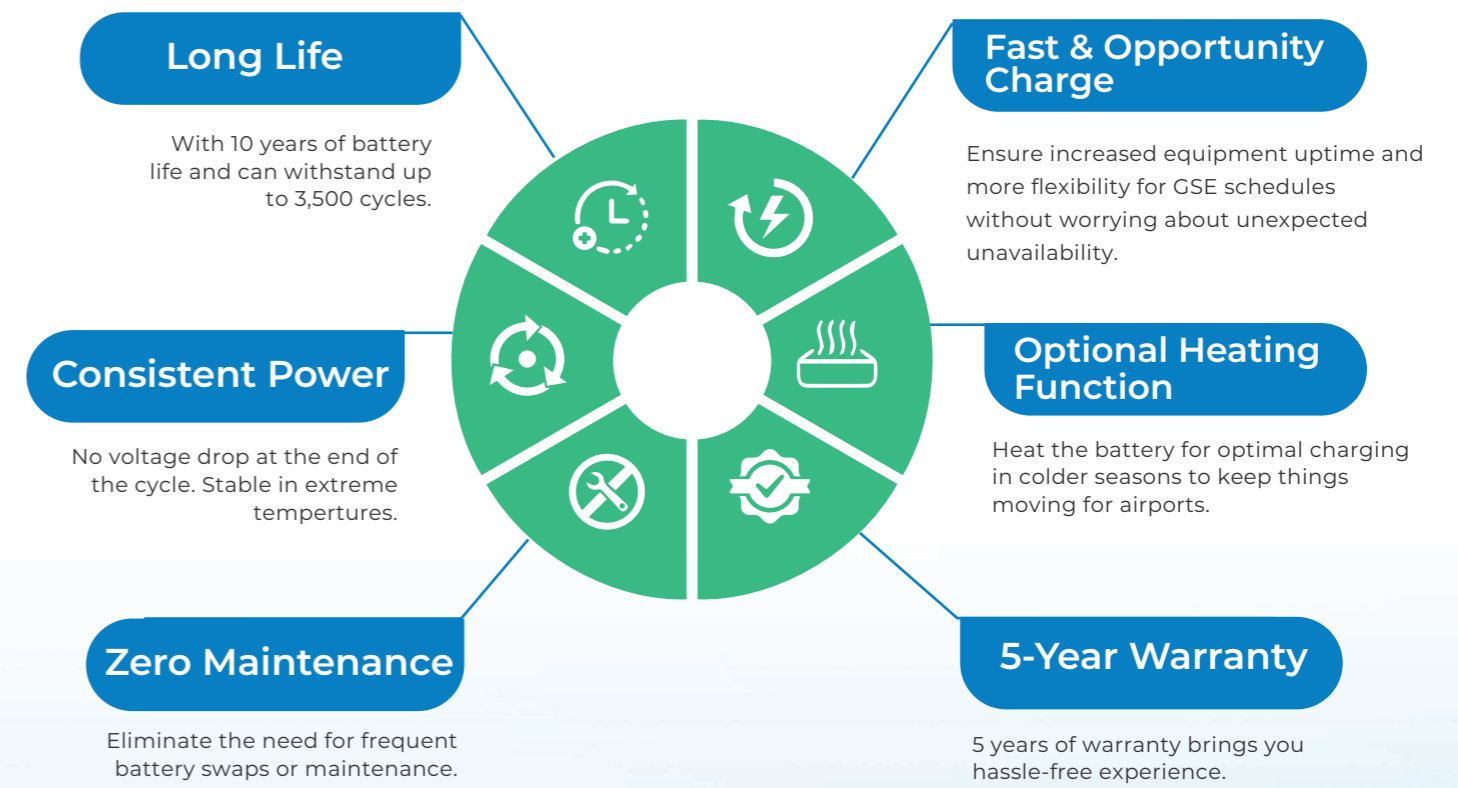 Long Life
With 10 years of battery
life and can withstand up
to 3,500 cycles.
Consistent Power
No voltage drop at the end of
the cycle. Stable in extreme
tempertures.
Zero Maintenance
Eliminate the need for frequent
battery swaps or maintenance.
Fast & Opportunity
Charge
Ensure increased equipment uptime and
more flexibility for GSE schedules
without worrying about unexpected
unavailability.
Optional Heating
Function
Heat the battery for optimal charging
in colder seasons to keep things
moving for airports.
5-Year Warranty
5 years of warranty brings you
hassle-free experience.